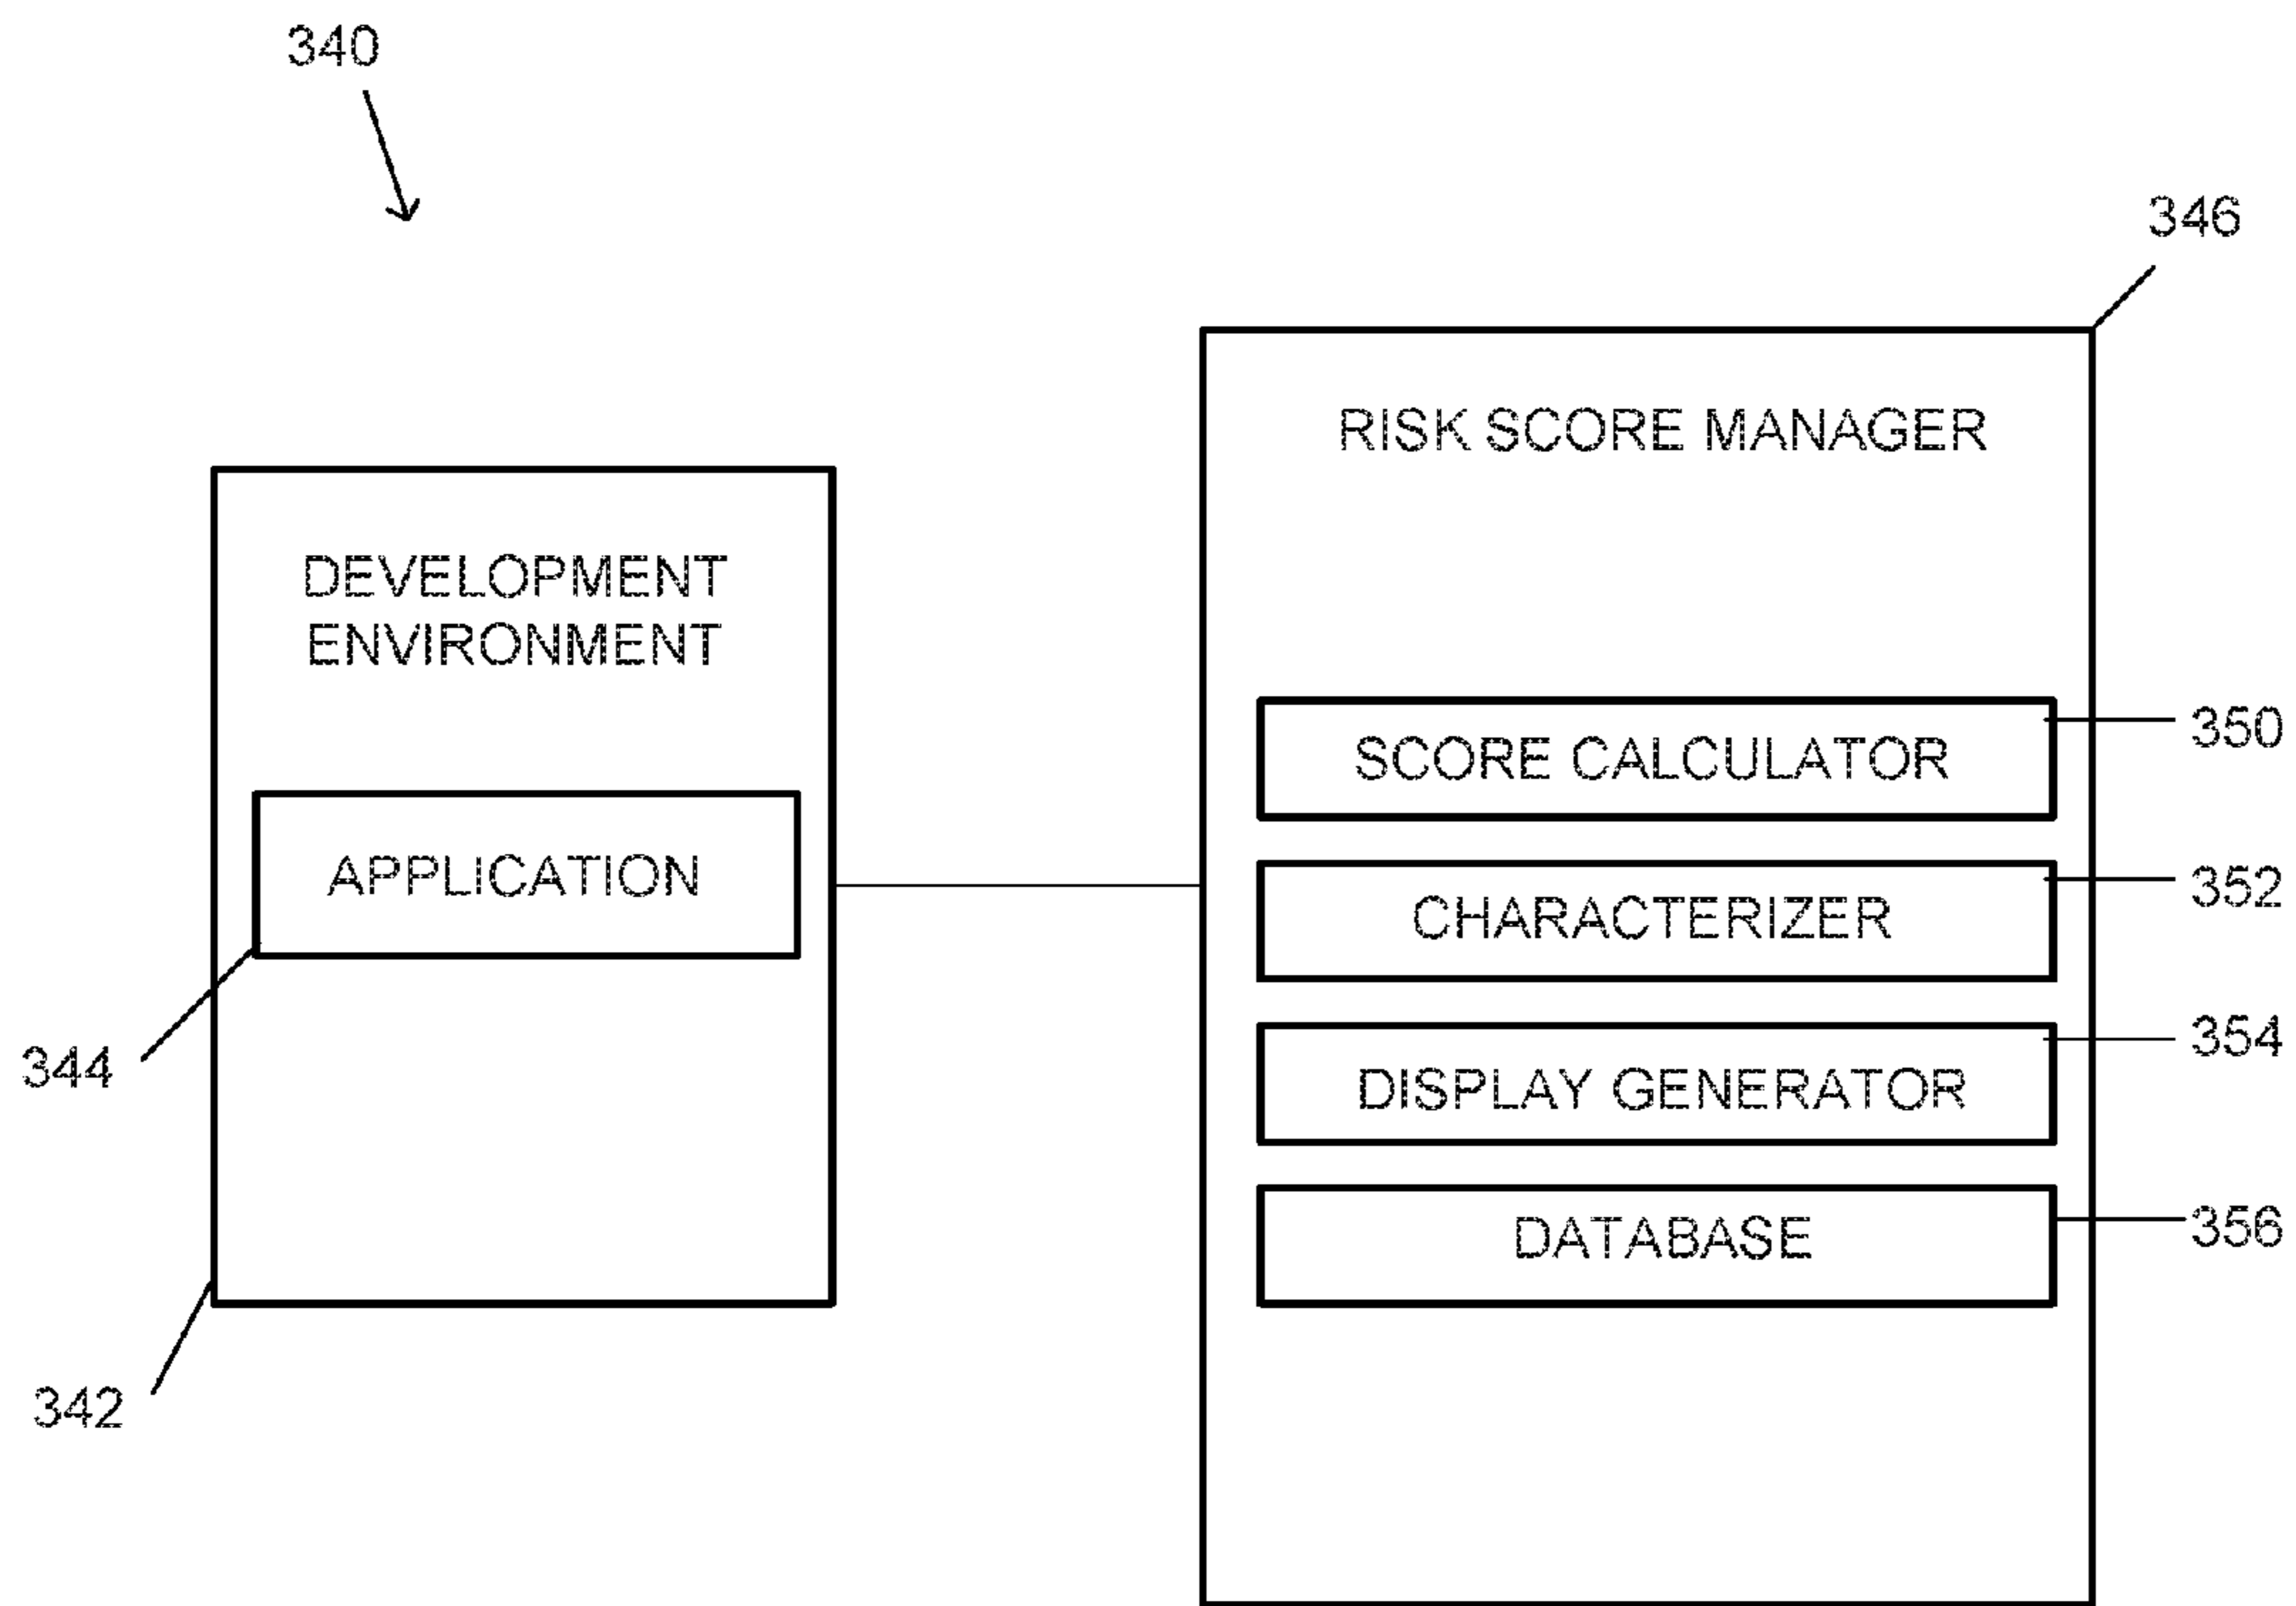 340
346
RISK SCORE MANAGER
DEVELOPMENT
ENVIRONMENT
SCORE CALCULATOR
350
APPLICATION
CHARACTERIZER
352
344
DISPLAY GENERATOR
354
DATABASE
356
342